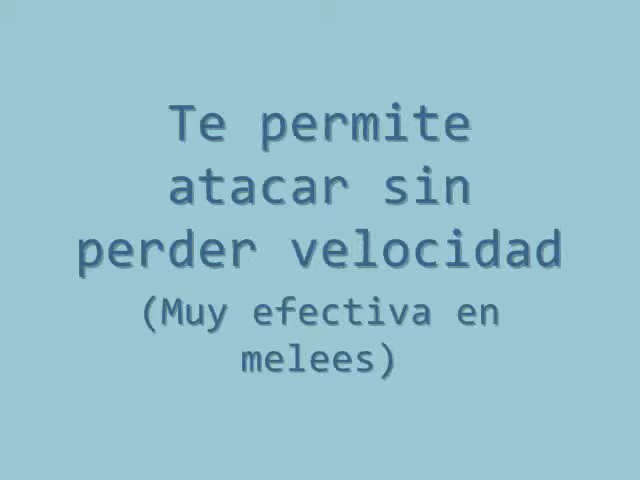 Te permite
atacar sin
perder velocidad
(Muy efectiva en
melees)